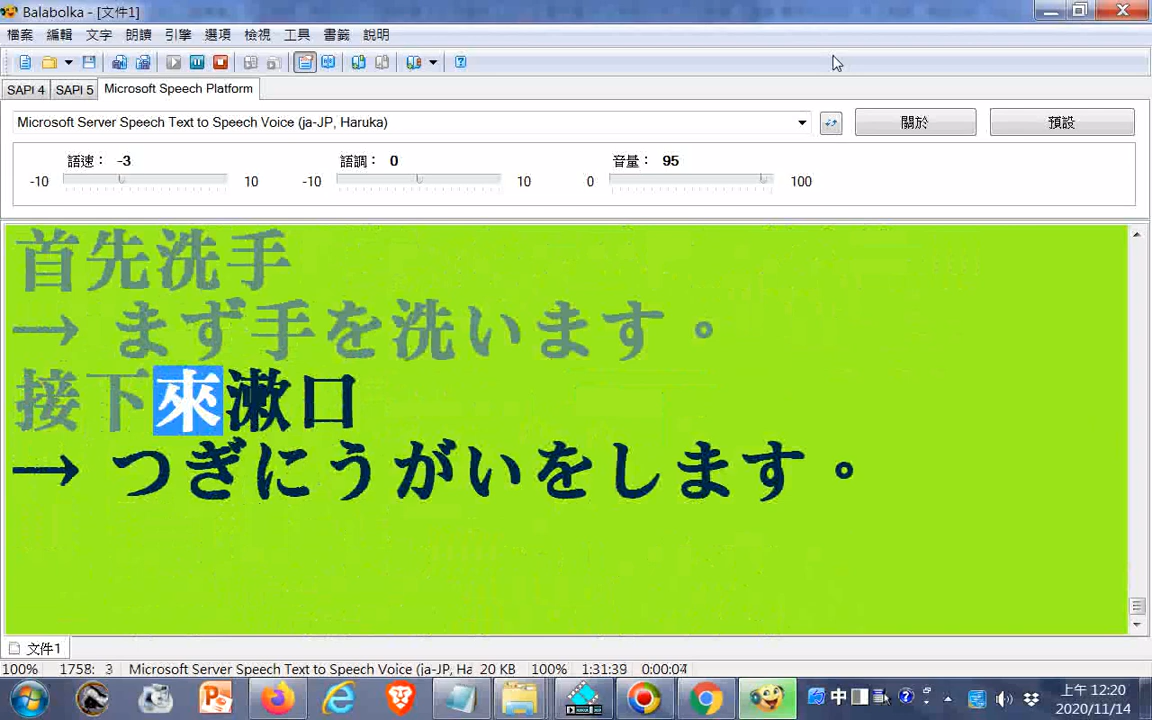 Balabolka - [文件1]
檔案 編輯 文字 朗讀 引擎 選項 檢視 工具 書籤 說明
SAPI 4 SAPI 5 Microsoft Speech Platform
Microsoft Server Speech Text to Speech Voice (ja-JP, Haruka) 關於 預設
語速： -3 語調： 0 音量： 95
-10 10 -10 10 0 100
首先洗手
→ まず手を洗います。
接下來漱口
→ つぎにうがいをします。
文件1
100% 1758: 3 Microsoft Server Speech Text to Speech Voice (ja-JP, Ha 20 KB 100% 1:31:39 0:00:04
中 上午 12:20
2020/11/14